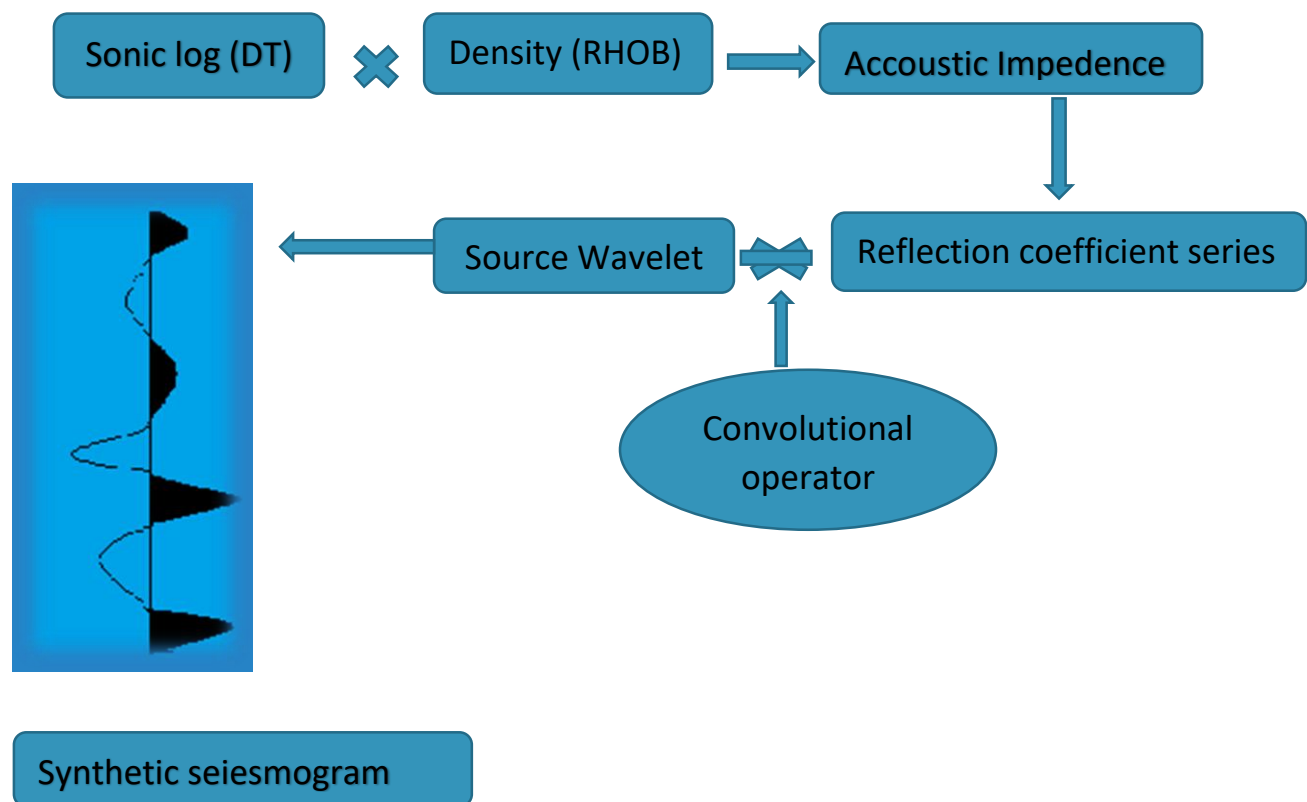 Sonic log (DT)
Density (RHOB)
Accoustic Impedence
Source Wavelet
Reflection coefficient series
Convolutional
operator
Synthetic seiesmogram